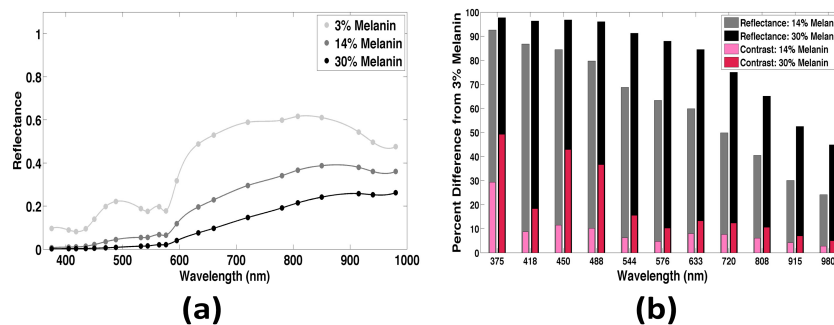 1
0.8
0.6
0.4
0.2
0
Reflectance
3% Melanin
14% Melanin
30% Melanin
400 500 600 700 800 900 1000
Wavelength (nm)
(a)
100
90
80
70
60
50
40
30
20
10
0
Percent Difference from 3% Melanin
Reflectance: 14% Melanin
Reflectance: 30% Melanin
Contrast: 14% Melanin
Contrast: 30% Melanin
375 418 450 488 544 576 633 720 808 915 980
Wavelength (nm)
(b)